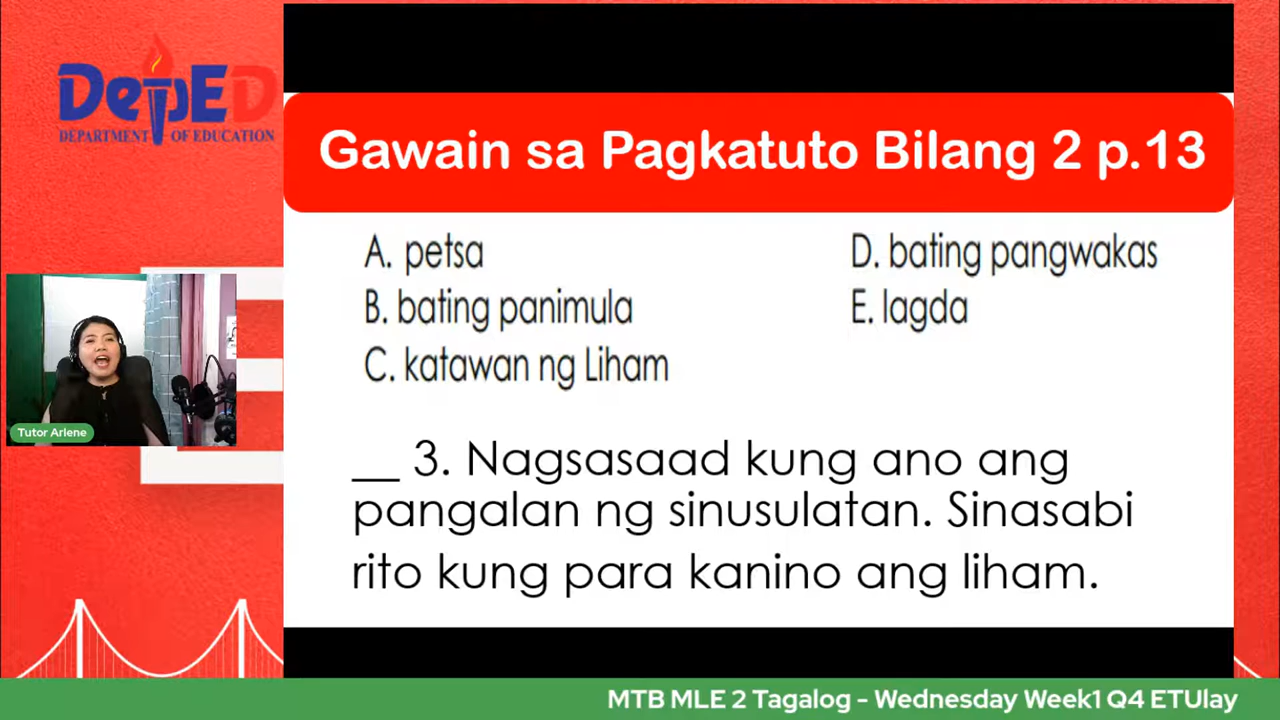 DepED
DEPARTMENT OF EDUCATION
Gawain sa Pagkatuto Bilang 2 p.13
A. petsa
B. bating panimula
C. katawan ng Liham
D. bating pangwakas
E. lagda
__ 3. Nagsasaad kung ano ang
pangalan ng sinusulatan. Sinasabi
rito kung para kanino ang liham.
Tutor Arlene
MTB MLE 2 Tagalog - Wednesday Week1 Q4 ETUlay